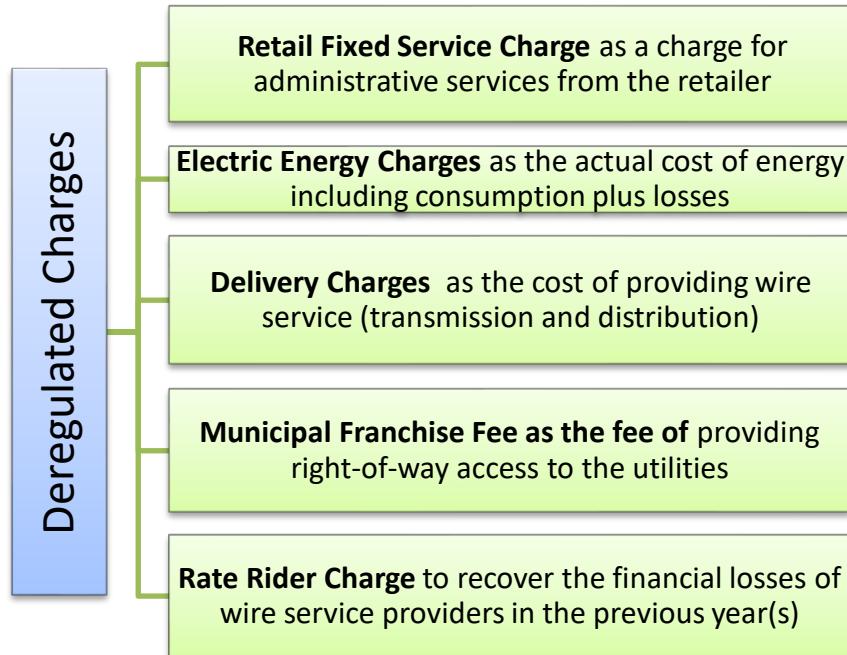 Deregulated Charges
Retail Fixed Service Charge as a charge for
administrative services from the retailer
Electric Energy Charges as the actual cost of energy
including consumption plus losses
Delivery Charges as the cost of providing wire
service (transmission and distribution)
Municipal Franchise Fee as the fee of providing
right-of-way access to the utilities
Rate Rider Charge to recover the financial losses of
wire service providers in the previous year(s)